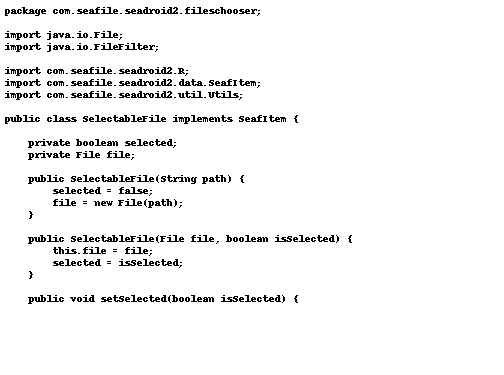 package com.seafile.seadroid2.fileschooser;

import java.io.File;
import java.io.FileFilter;

import com.seafile.seadroid2.R;
import com.seafile.seadroid2.data.SeafItem;
import com.seafile.seadroid2.util.Utils;

public class SelectableFile implements SeafItem {

    private boolean selected;
    private File file;

    public SelectableFile(String path) {
        selected = false;
        file = new File(path);
    }

    public SelectableFile(File file, boolean isSelected) {
        this.file = file;
        selected = isSelected;
    }

    public void setSelected(boolean isSelected) {